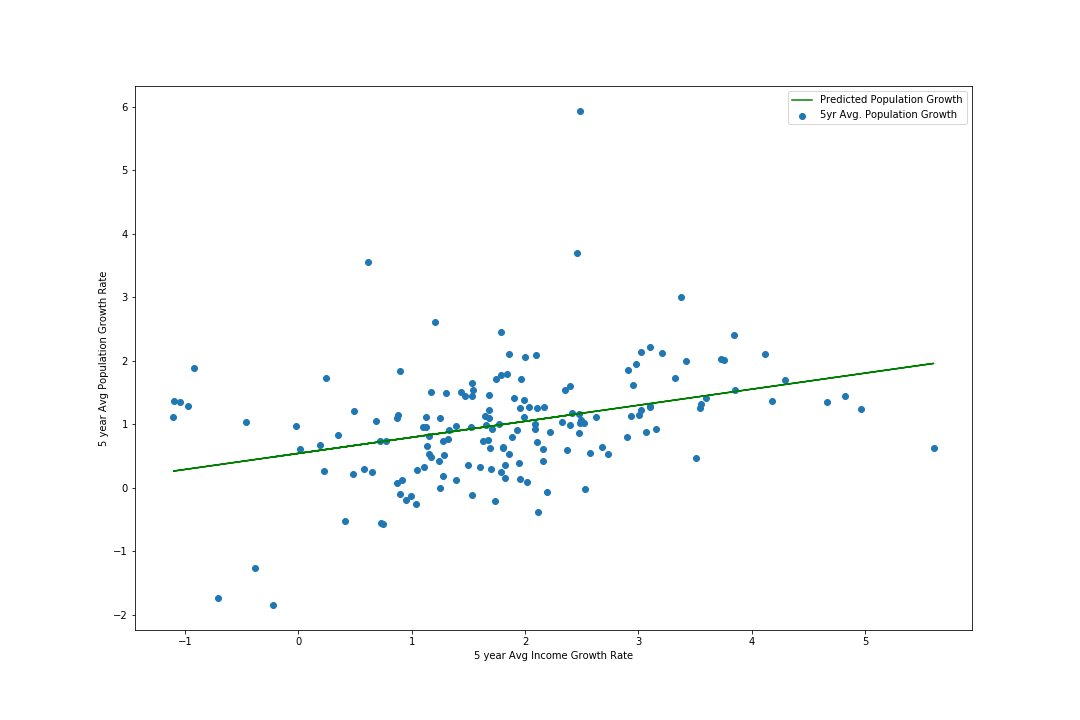 Predicted Population Growth
5yr Avg. Population Growth
5 year Avg Population Growth Rate
6
5
4
3
2
1
0
−1
−2
−1 0 1 2 3 4 5
5 year Avg Income Growth Rate